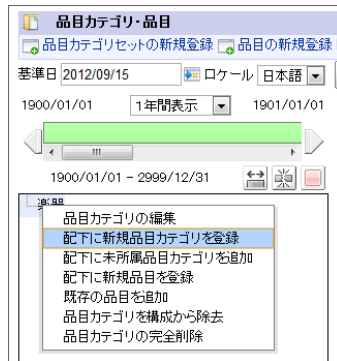 品目カテゴリ・品目
品目カテゴリセットの新規登録 品目の新規登録
基準日 2012/09/15 ロケール 日本語
1900/01/01 1年間表示 1901/01/01
1900/01/01 - 2999/12/31
楽器
品目カテゴリの編集
配下に新規品目カテゴリを登録
配下に未所属品目カテゴリを追加
配下に新規品目を登録
既存の品目を追加
品目カテゴリを構成から除去
品目カテゴリの完全削除